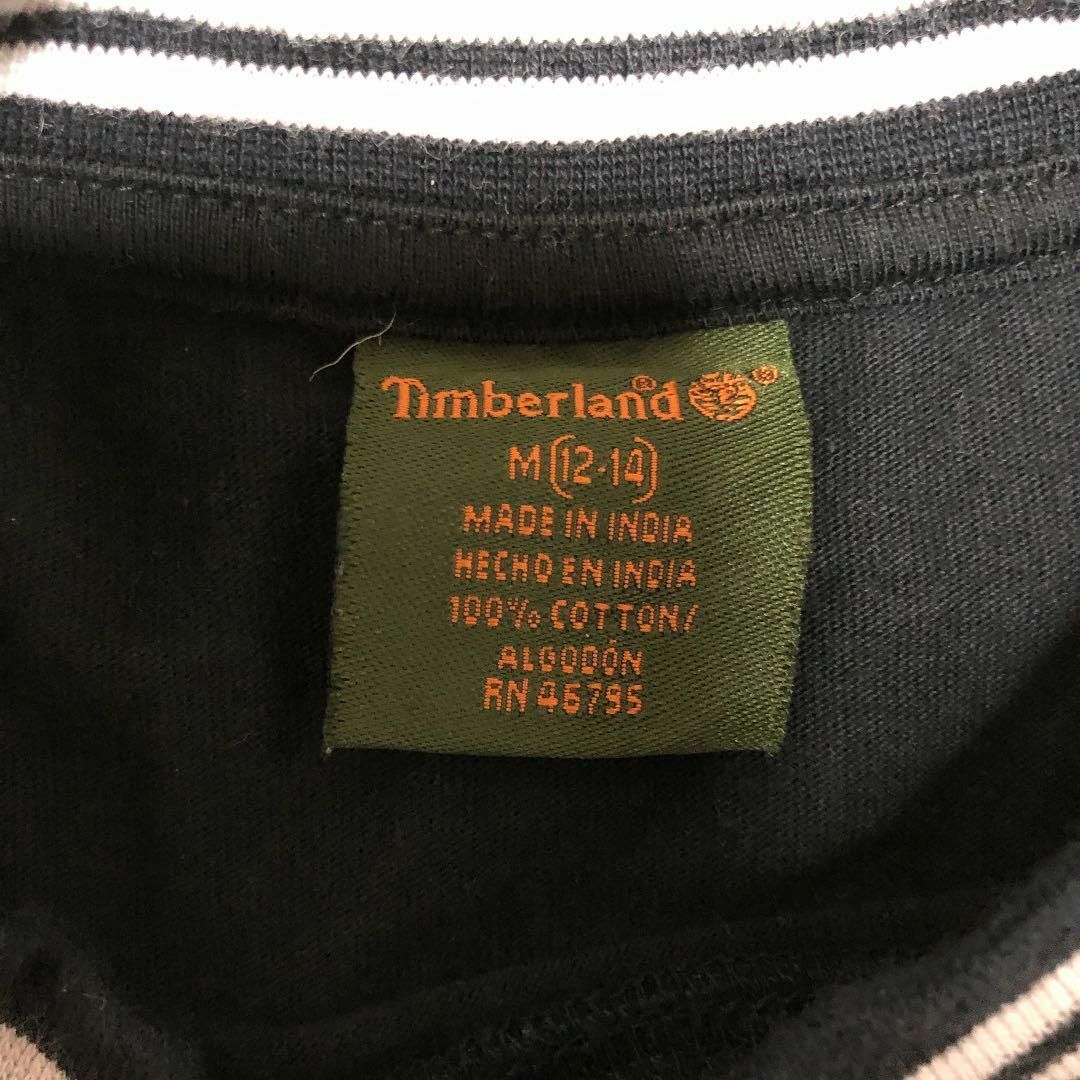 Timberland®
M (12-14)
MADE IN INDIA
HECHO EN INDIA
100% COTTON/
ALGODÓN
RN 46795